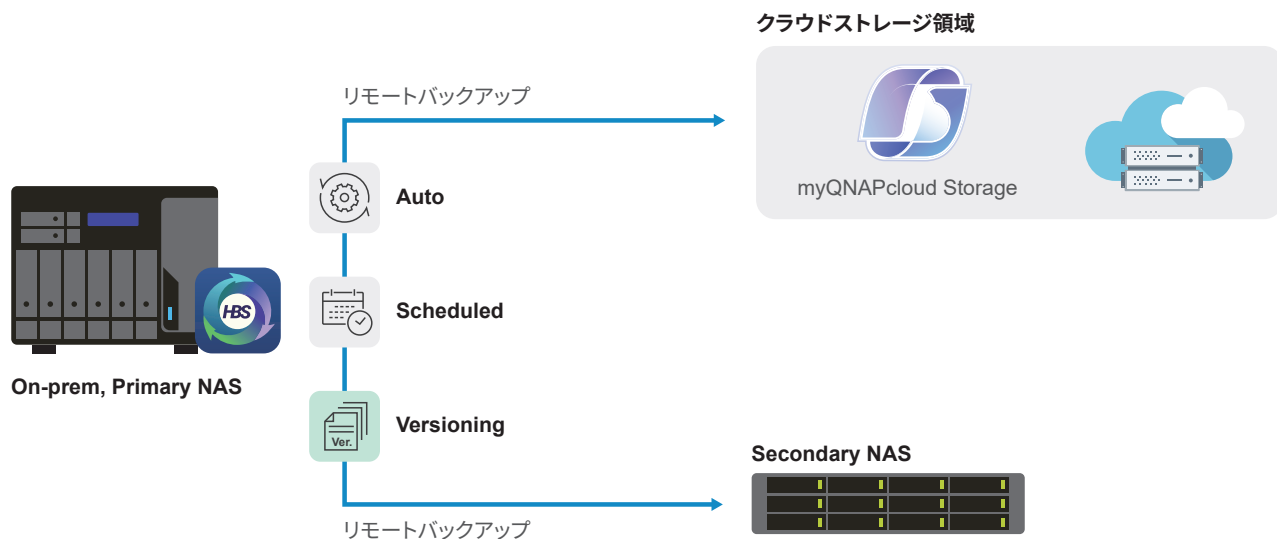 クラウドストレージ領域
リモートバックアップ
myQNAPcloud Storage
Auto
HBS
Scheduled
On-prem, Primary NAS
Ver.
Versioning
Secondary NAS
リモートバックアップ